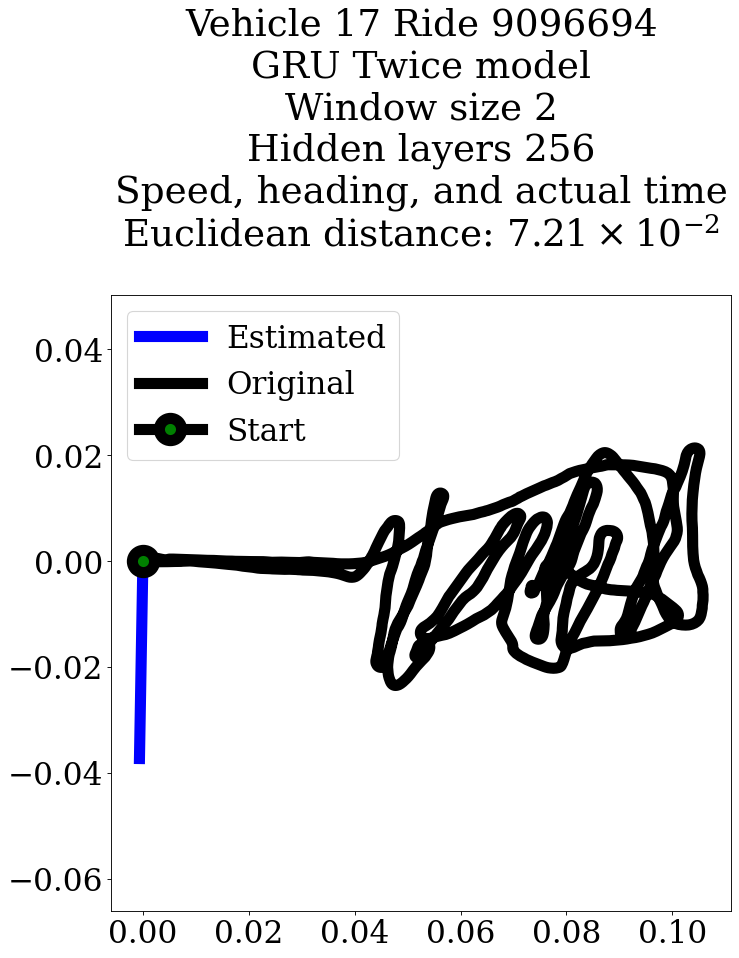 Vehicle 17 Ride 9096694
GRU Twice model
Window size 2
Hidden layers 256
Speed, heading, and actual time
Euclidean distance: 7.21 × 10⁻²
Estimated
Original
Start
0.04
0.02
0.00
−0.02
−0.04
−0.06
0.00 0.02 0.04 0.06 0.08 0.10